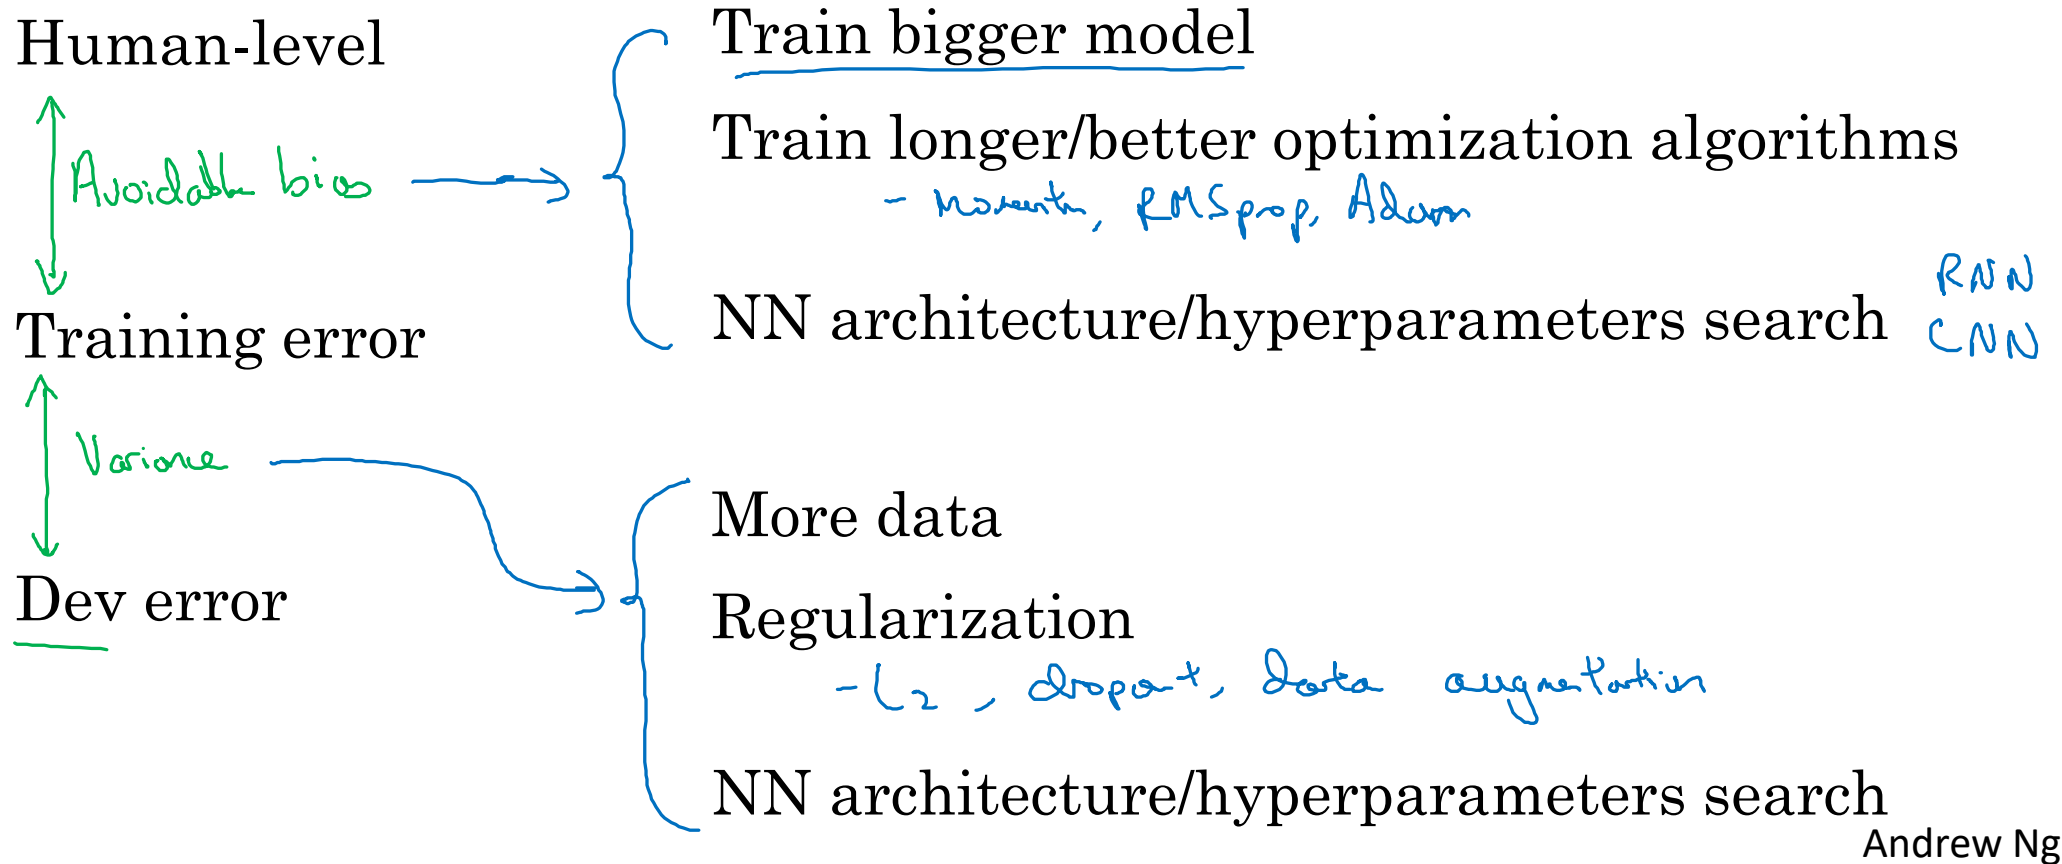 Human-level
Avoidable bias
Training error
Variance
Dev error
Train bigger model
Train longer/better optimization algorithms
- Momentum, RMSprop, Adam
NN architecture/hyperparameters search
RNN
CNN
More data
Regularization
- L2, dropout, data augmentation
NN architecture/hyperparameters search
Andrew Ng